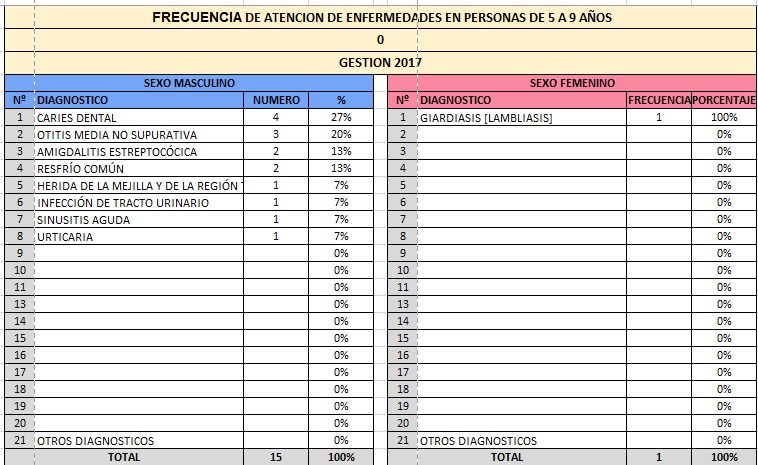 FRECUENCIA DE ATENCION DE ENFERMEDADES EN PERSONAS DE 5 A 9 AÑOS
0
GESTION 2017
SEXO MASCULINO SEXO FEMENINO
Nº DIAGNOSTICO NUMERO % Nº DIAGNOSTICO FRECUENCIA PORCENTAJE
1 CARIES DENTAL 4 27% 1 GIARDIASIS [LAMBLIASIS] 1 100%
2 OTITIS MEDIA NO SUPURATIVA 3 20% 2 0%
3 AMIGDALITIS ESTREPTOCÓCICA 2 13% 3 0%
4 RESFRÍO COMÚN 2 13% 4 0%
5 HERIDA DE LA MEJILLA Y DE LA REGIÓN 1 7% 5 0%
6 INFECCIÓN DE TRACTO URINARIO 1 7% 6 0%
7 SINUSITIS AGUDA 1 7% 7 0%
8 URTICARIA 1 7% 8 0%
9 0% 9 0%
10 0% 10 0%
11 0% 11 0%
13 0% 13 0%
14 0% 14 0%
15 0% 15 0%
16 0% 16 0%
17 0% 17 0%
18 0% 18 0%
19 0% 19 0%
20 0% 20 0%
21 OTROS DIAGNOSTICOS 0% 21 OTROS DIAGNOSTICOS 0%
TOTAL 15 100% TOTAL 1 100%